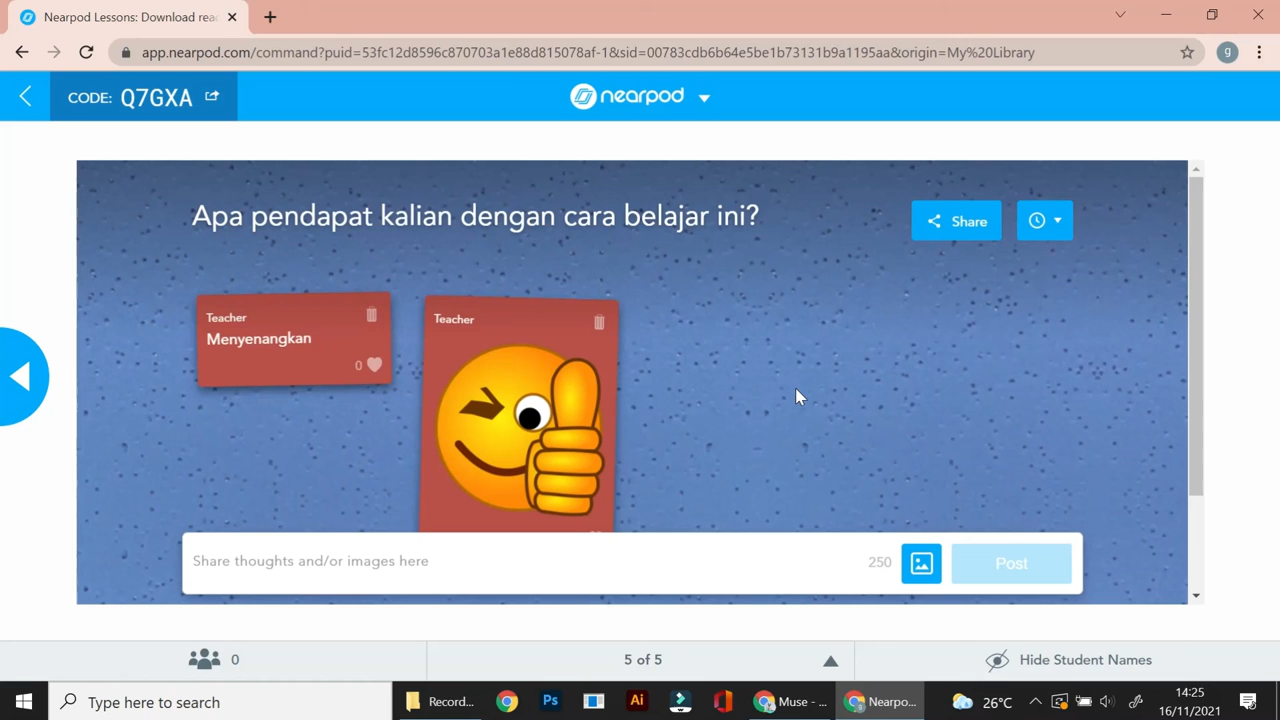 Nearpod Lessons: Download rea
app.nearpod.com/command?puid=53fc12d8596c870703a1e88d815078af-1&sid=00783cdb6b64e5be1b73131b9a1195aa&origin=My%20Library
g
CODE: Q7GXA
nearpod
Apa pendapat kalian dengan cara belajar ini?
Share
Teacher
Menyenangkan
0
Teacher
Share thoughts and/or images here
250
Post
0
5 of 5
Hide Student Names
Type here to search
Record...
Ps
Ai
Muse - ...
Nearpo...
26°C
14:25
16/11/2021